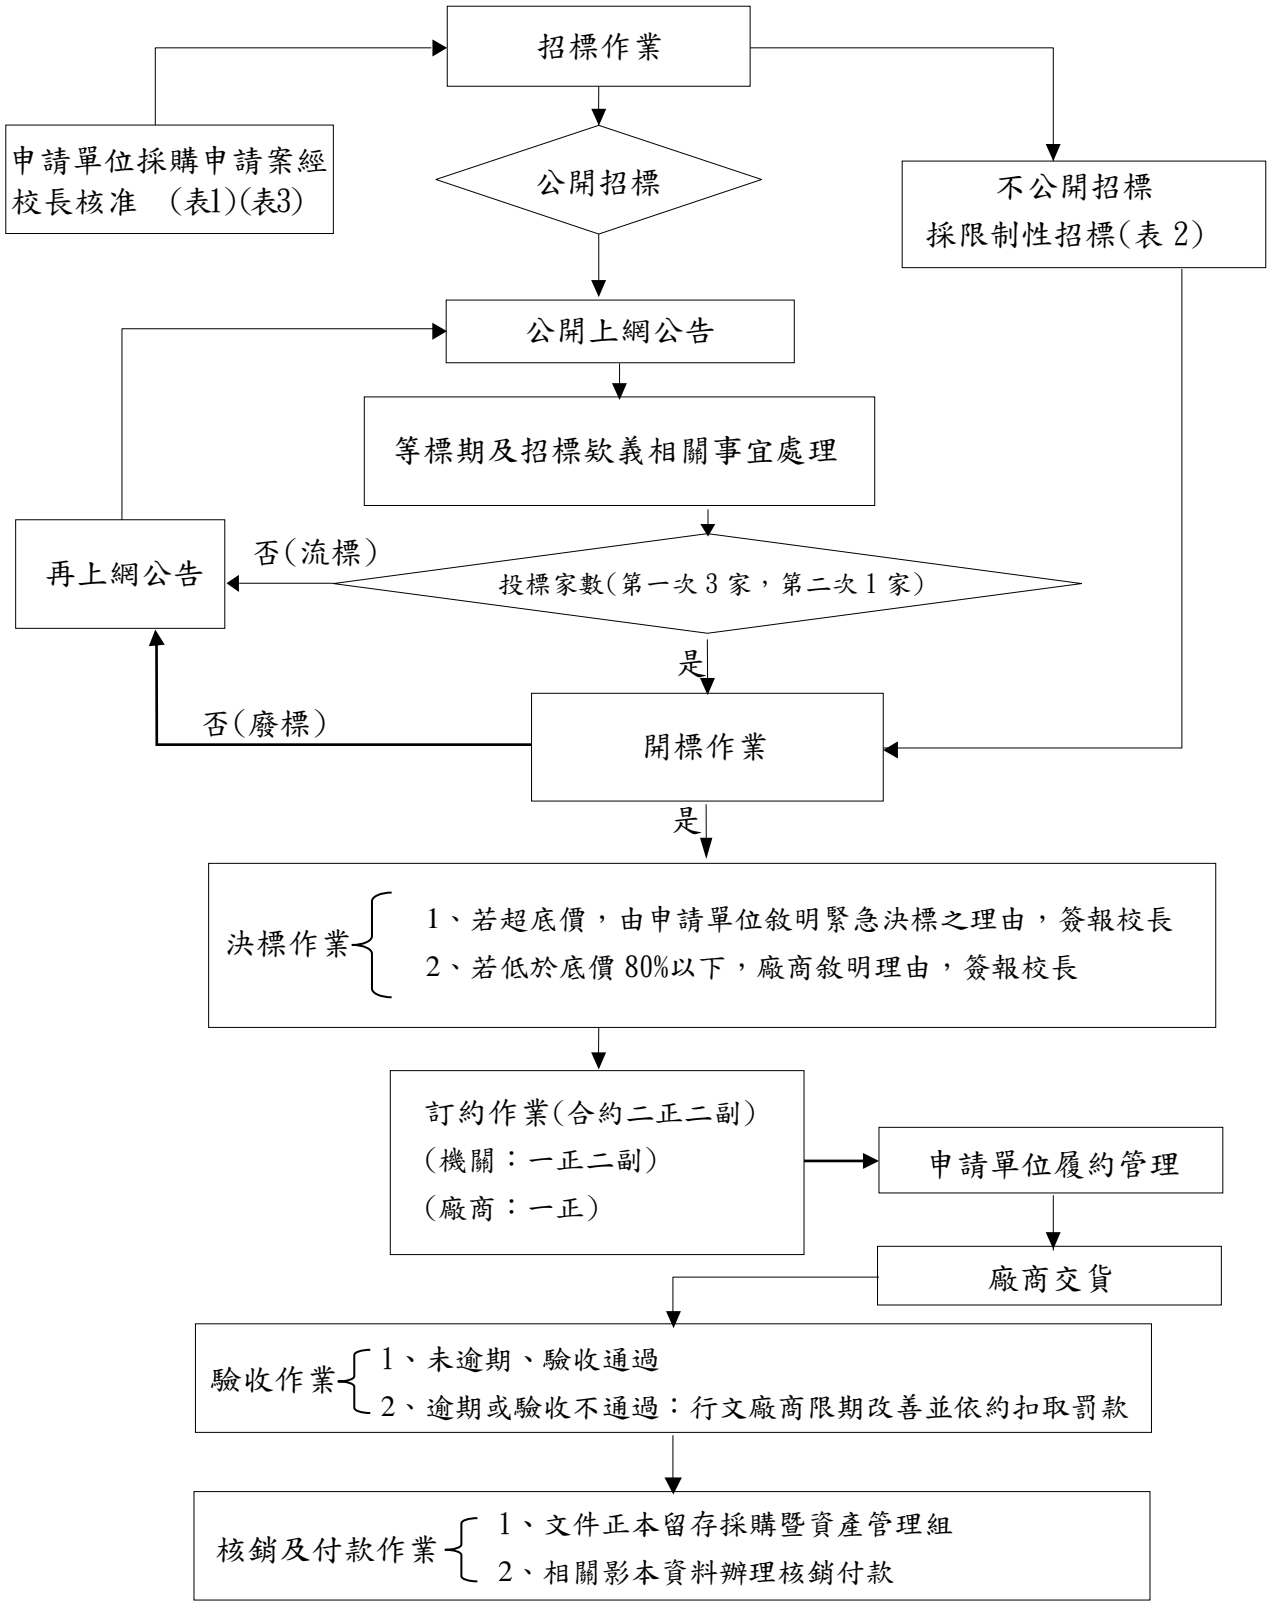 招標作業
申請單位採購申請案經
校長核准 (表1)(表3)
公開招標
不公開招標
採限制性招標(表 2)
公開上網公告
等標期及招標欵義相關事宜處理
否(流標)
再上網公告
投標家數(第一次 3 家，第二次 1 家)
是
否(廢標)
開標作業
是
決標作業
1、若超底價，由申請單位敘明緊急決標之理由，簽報校長
2、若低於底價 80%以下，廠商敘明理由，簽報校長
訂約作業(合約二正二副)
(機關：一正二副)
(廠商：一正)
申請單位履約管理
廠商交貨
驗收作業
1、未逾期、驗收通過
2、逾期或驗收不通過：行文廠商限期改善並依約扣取罰款
核銷及付款作業
1、文件正本留存採購暨資產管理組
2、相關影本資料辦理核銷付款